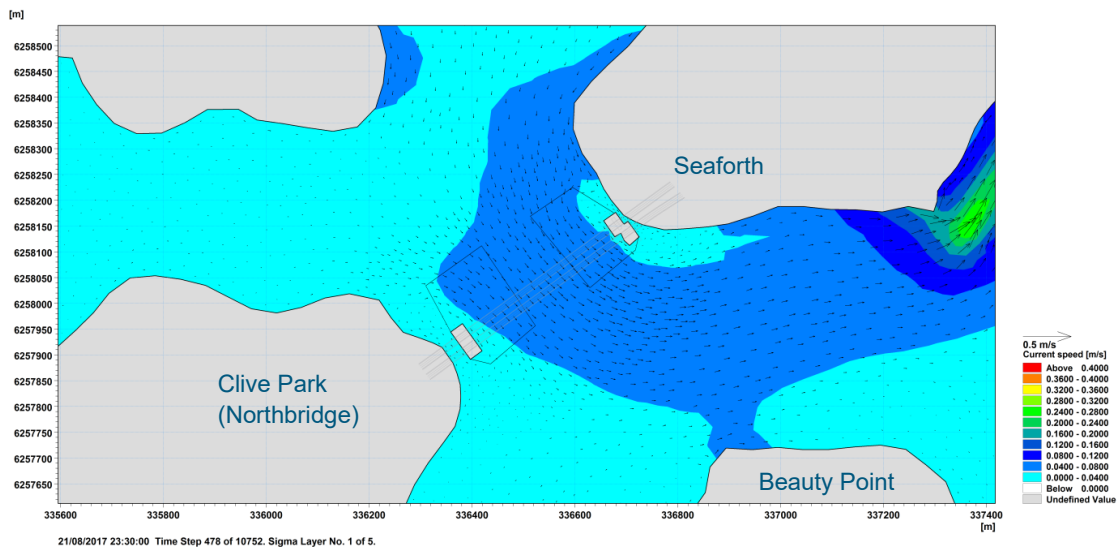 [m]
6258500
6258450
6258400
6258350
6258300
6258250
6258200
6258150
6258100
6258050
6258000
6257950
6257900
6257850
6257800
6257750
6257700
6257650
Seaforth
Clive Park
(Northbridge)
Beauty Point
335600 335800 336000 336200 336400 336600 336800 337000 337200 337400
[m]
0.5 m/s
Current speed [m/s]
Above 0.4000
0.3600 - 0.4000
0.3200 - 0.3600
0.2800 - 0.3200
0.2400 - 0.2800
0.2000 - 0.2400
0.1600 - 0.2000
0.1200 - 0.1600
0.0800 - 0.1200
0.0400 - 0.0800
0.0000 - 0.0400
Below 0.0000
Undefined Value
21/08/2017 23:30:00 Time Step 478 of 10752. Sigma Layer No. 1 of 5.